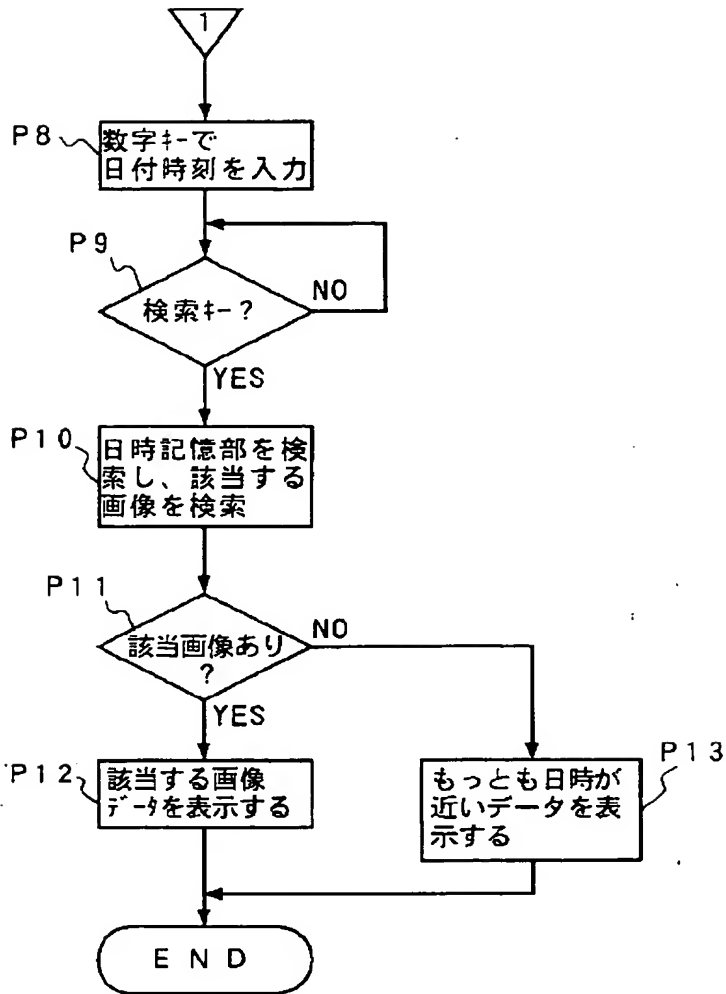 1
P8
数字ｷｰで
日付時刻を入力
P9
検索ｷｰ?
NO
YES
P10
日時記憶部を検
索し、該当する
画像を検索
P11
該当画像あり
?
NO
YES
P12
該当する画像
ﾃﾞｰﾀを表示する
P13
もっとも日時が
近いデータを表
示する
END